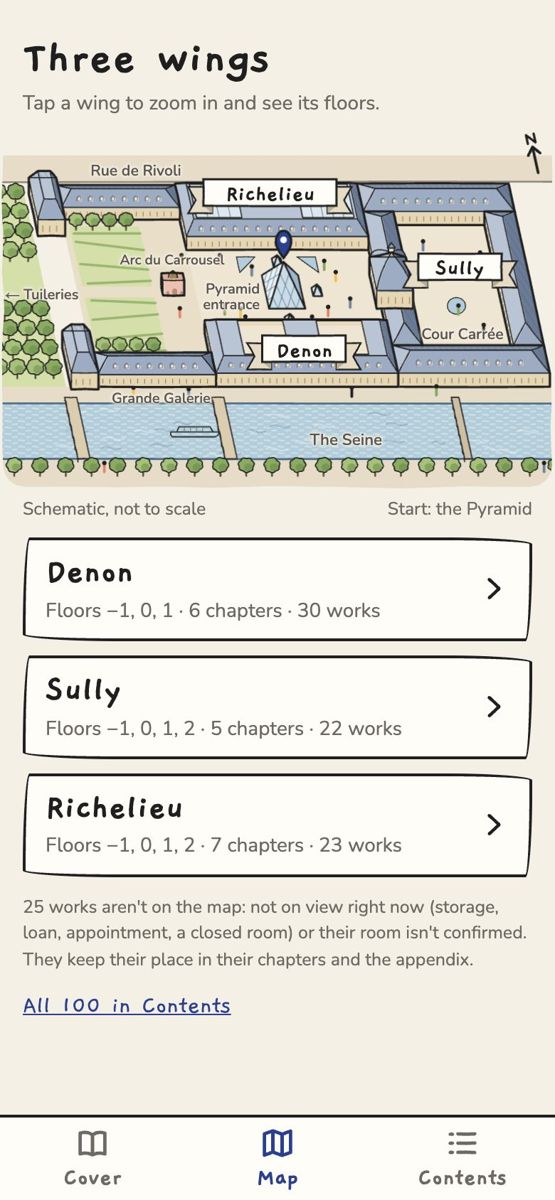 Three wings
Tap a wing to zoom in and see its floors.
N
Rue de Rivoli
Richelieu
Arc du Carrousel
Sully
← Tuileries
Pyramid
entrance
Cour Carrée
Denon
Grande Galerie
The Seine
Schematic, not to scale
Start: the Pyramid
Denon
Floors −1, 0, 1 · 6 chapters · 30 works
Sully
Floors −1, 0, 1, 2 · 5 chapters · 22 works
Richelieu
Floors −1, 0, 1, 2 · 7 chapters · 23 works
25 works aren't on the map: not on view right now (storage,
loan, appointment, a closed room) or their room isn't confirmed.
They keep their place in their chapters and the appendix.
All 100 in Contents
Cover
Map
Contents